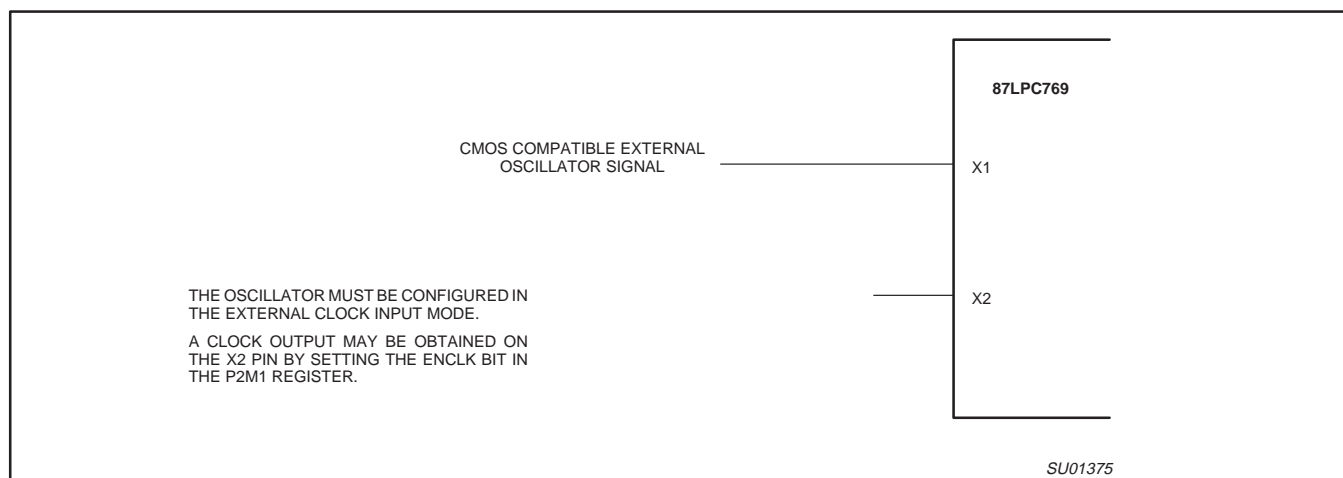 87LPC769
CMOS COMPATIBLE EXTERNAL
OSCILLATOR SIGNAL
X1
THE OSCILLATOR MUST BE CONFIGURED IN
THE EXTERNAL CLOCK INPUT MODE.
X2
A CLOCK OUTPUT MAY BE OBTAINED ON
THE X2 PIN BY SETTING THE ENCLK BIT IN
THE P2M1 REGISTER.
SU01375